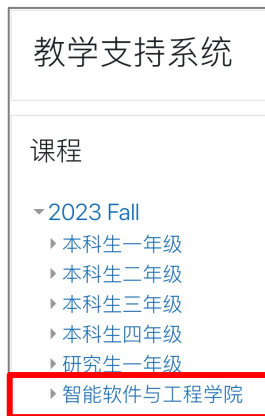 教学支持系统
课程
2023 Fall
本科生一年级
本科生二年级
本科生三年级
本科生四年级
研究生一年级
智能软件与工程学院